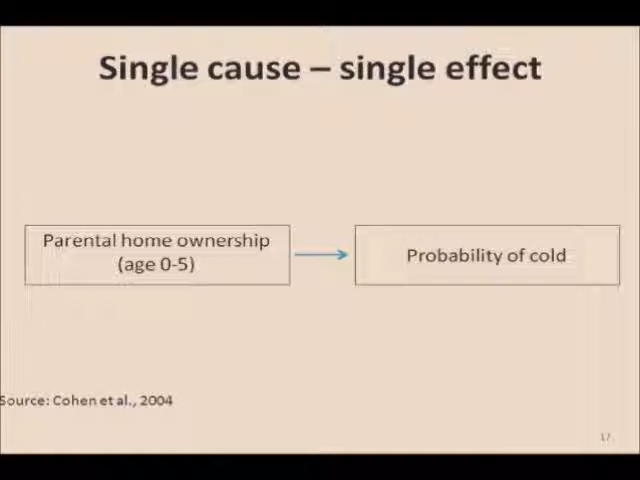 Single cause – single effect
Parental home ownership
(age 0-5)
Probability of cold
Source: Cohen et al., 2004
17